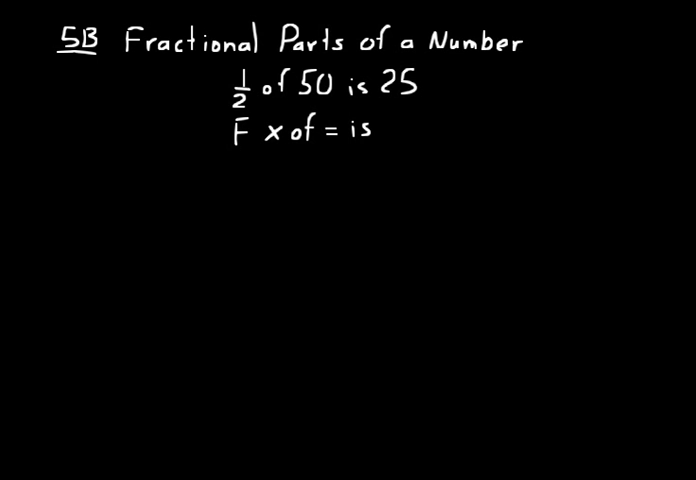 5B Fractional Parts of a Number
1/2 of 50 is 25
F × of = is